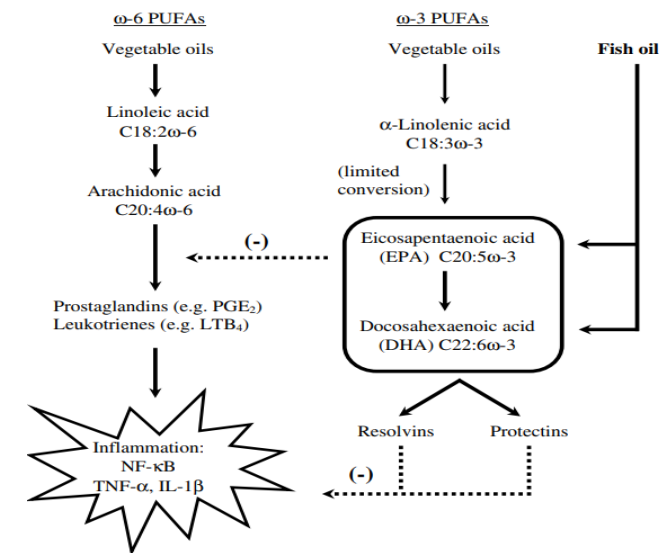 ω-6 PUFAs
Vegetable oils
Linoleic acid
C18:2ω-6
Arachidonic acid
C20:4ω-6
Prostaglandins (e.g. PGE₂)
Leukotrienes (e.g. LTB₄)
Inflammation:
NF-κB
TNF-α, IL-1β
ω-3 PUFAs
Vegetable oils
α-Linolenic acid
C18:3ω-3
(limited
conversion)
(-)
Eicosapentaenoic acid
(EPA) C20:5ω-3
Docosahexaenoic acid
(DHA) C22:6ω-3
Resolvins
Protectins
(-)
Fish oil